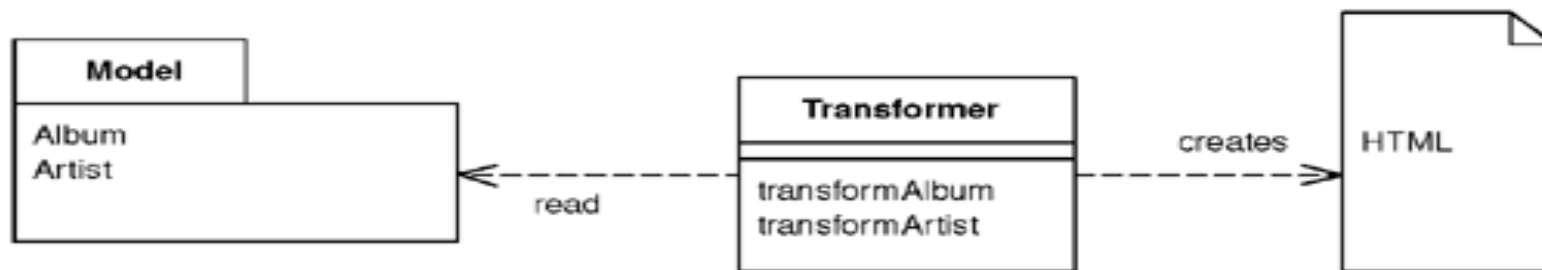 Model
Album
Artist
read
Transformer
transformAlbum
transformArtist
creates
HTML